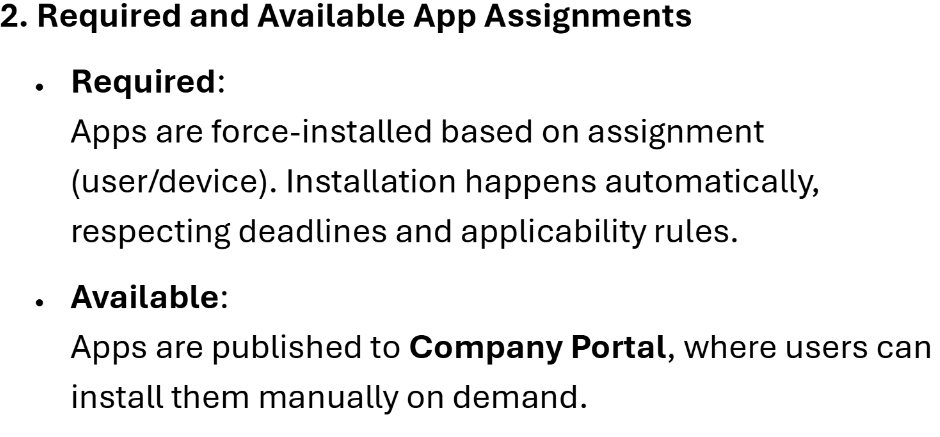 2. Required and Available App Assignments
• Required:
Apps are force-installed based on assignment
(user/device). Installation happens automatically,
respecting deadlines and applicability rules.
• Available:
Apps are published to Company Portal, where users can
install them manually on demand.